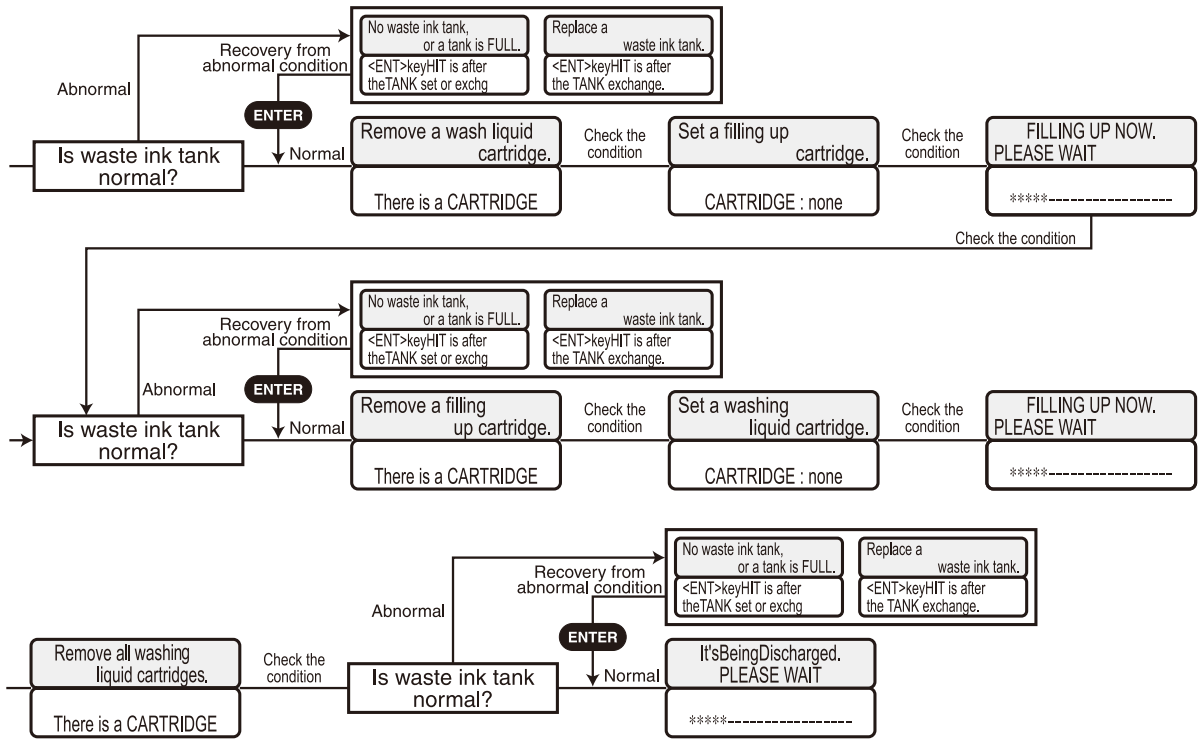 No waste ink tank,
or a tank is FULL.
<ENT>keyHIT is after
theTANK set or exchg
Replace a
waste ink tank.
<ENT>keyHIT is after
the TANK exchange.
Recovery from
abnormal condition
Abnormal
ENTER
Is waste ink tank
normal?
Normal
Remove a wash liquid
cartridge.
There is a CARTRIDGE
Check the
condition
Set a filling up
cartridge.
CARTRIDGE : none
Check the
condition
FILLING UP NOW.
PLEASE WAIT
*****------------------
Check the condition
No waste ink tank,
or a tank is FULL.
<ENT>keyHIT is after
theTANK set or exchg
Replace a
waste ink tank.
<ENT>keyHIT is after
the TANK exchange.
Recovery from
abnormal condition
Abnormal
ENTER
Is waste ink tank
normal?
Normal
Remove a filling
up cartridge.
There is a CARTRIDGE
Check the
condition
Set a washing
liquid cartridge.
CARTRIDGE : none
Check the
condition
FILLING UP NOW.
PLEASE WAIT
*****------------------
No waste ink tank,
or a tank is FULL.
<ENT>keyHIT is after
theTANK set or exchg
Replace a
waste ink tank.
<ENT>keyHIT is after
the TANK exchange.
Recovery from
abnormal condition
Abnormal
ENTER
Remove all washing
liquid cartridges.
There is a CARTRIDGE
Check the
condition
Is waste ink tank
normal?
Normal
It'sBeingDischarged.
PLEASE WAIT
*****------------------